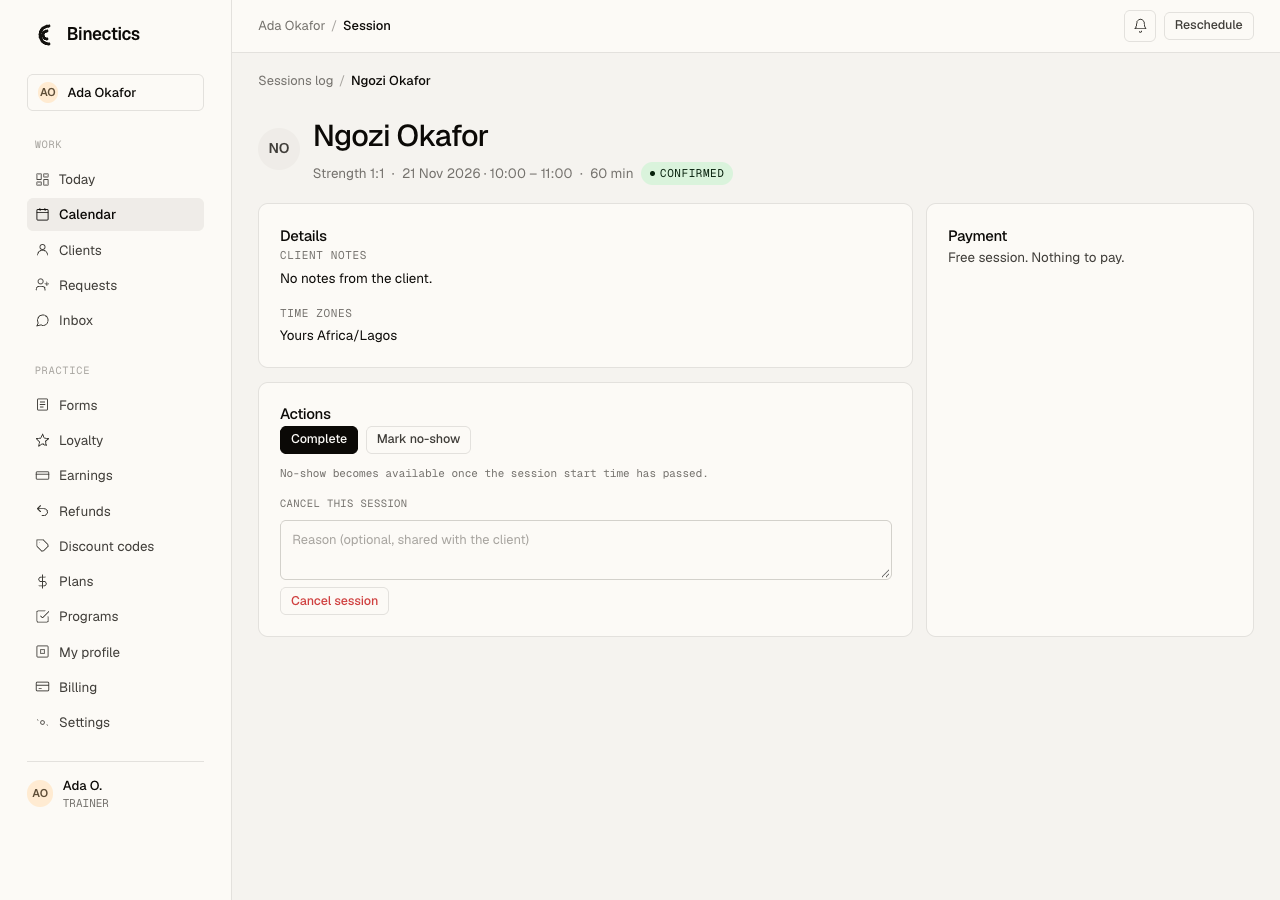 Binectics
AO Ada Okafor
WORK
Today
Calendar
Clients
Requests
Inbox
PRACTICE
Forms
Loyalty
Earnings
Refunds
Discount codes
Plans
Programs
My profile
Billing
Settings
AO Ada O.
TRAINER
Ada Okafor / Session
Reschedule
Sessions log / Ngozi Okafor
NO Ngozi Okafor
Strength 1:1 · 21 Nov 2026 · 10:00 – 11:00 · 60 min CONFIRMED
Details
CLIENT NOTES
No notes from the client.
TIME ZONES
Yours Africa/Lagos
Payment
Free session. Nothing to pay.
Actions
Complete Mark no-show
No-show becomes available once the session start time has passed.
CANCEL THIS SESSION
Reason (optional, shared with the client)
Cancel session